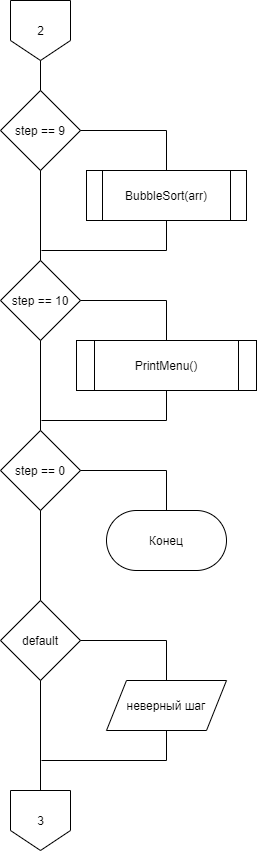 2
step == 9
BubbleSort(arr)
step == 10
PrintMenu()
step == 0
Конец
default
неверный шаг
3